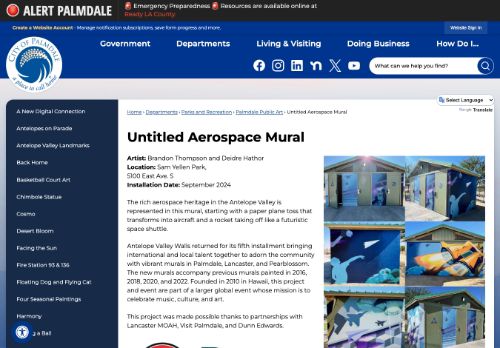 ALERT PALMDALE
🚨 Emergency Preparedness 🚨 Resources are available online at
Ready LA County.
Create a Website Account - Manage notification subscriptions, save form progress and more.
Website Sign In
CITY OF PALMDALE
a place to call home
Government
Departments
Living & Visiting
Doing Business
How Do I...
What can we help you find?
Select Language
Google Translate
A New Digital Connection
Antelopes on Parade
Antelope Valley Landmarks
Back Home
Basketball Court Art
Chimbole Statue
Cosmo
Desert Bloom
Facing the Sun
Fire Station 93 & 136
Floating Dog and Flying Cat
Four Seasonal Paintings
Harmony
g a Ball
Home › Departments › Parks and Recreation › Palmdale Public Art › Untitled Aerospace Mural
Untitled Aerospace Mural
Artist: Brandon Thompson and Deidre Hathor
Location: Sam Yellen Park,
5100 East Ave. S
Installation Date: September 2024
The rich aerospace heritage in the Antelope Valley is
represented in this mural, starting with a paper plane toss that
transforms into aircraft and a rocket taking off like a futuristic
space shuttle.
Antelope Valley Walls returned for its fifth installment bringing
international and local talent together to adorn the community
with vibrant murals in Palmdale, Lancaster, and Pearblossom.
The new murals accompany previous murals painted in 2016,
2018, 2020, and 2022. Founded in 2010 in Hawaii, this project
and event are part of a larger global event whose mission is to
celebrate music, culture, and art.
This project was made possible thanks to partnerships with
Lancaster MOAH, Visit Palmdale, and Dunn Edwards.